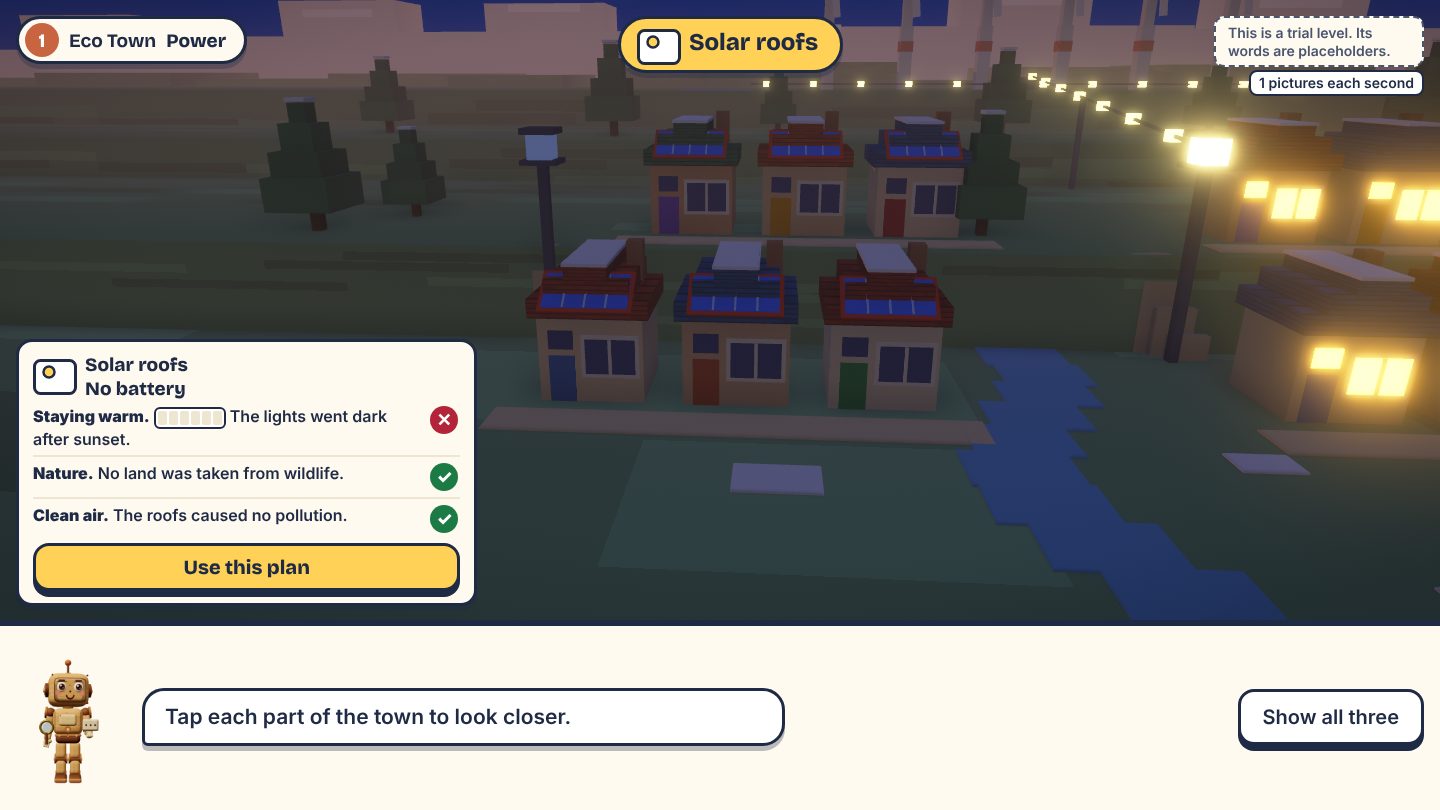 1 Eco Town Power
Solar roofs
This is a trial level. Its
words are placeholders.
1 pictures each second
Solar roofs
No battery
Staying warm. The lights went dark
after sunset.
Nature. No land was taken from wildlife.
Clean air. The roofs caused no pollution.
Use this plan
Tap each part of the town to look closer.
Show all three